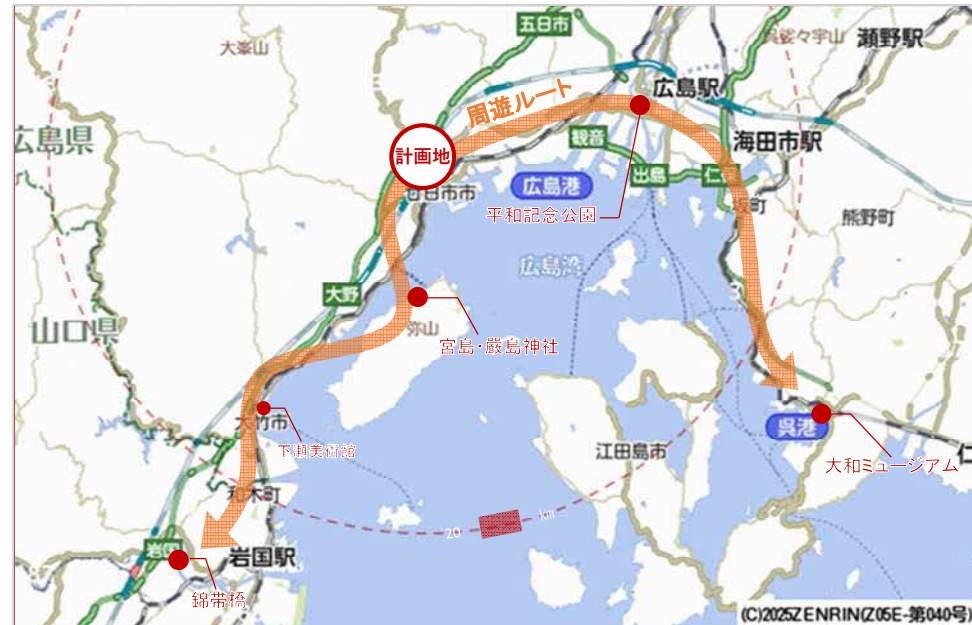 五日市
大峯山
瀬野駅
広島駅
周遊ルート
広島県
計画地
観音
海田市駅
出島
仁
広島港
廿日市市
平和記念公園
坂町
熊野町
広島湾
大野
山口県
弥山
宮島・嚴島神社
大竹市
下瀬美術館
呉港
江田島市
仁
大和ミュージアム
和木町
20
km
岩国
岩国駅
錦帯橋
(C)2025ZENRIN(Z05E-第040号)